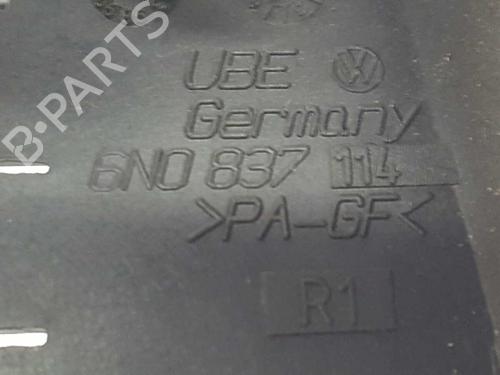 UBE
Germany
6N0 837 114
>PA-GF<
R1
B-PARTS